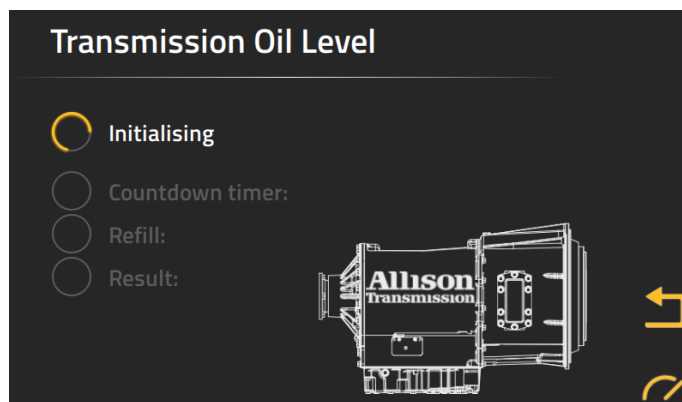 Transmission Oil Level
Initialising
Countdown timer:
Refill:
Result:
Allison
Transmission